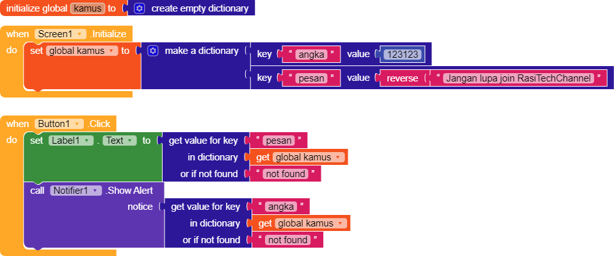 initialize global kamus to create empty dictionary
when Screen1 .Initialize
do set global kamus to make a dictionary key " angka " value 123123
key " pesan " value reverse " Jangan lupa join RasiTechChannel "
when Button1 .Click
do set Label1 . Text to get value for key " pesan "
in dictionary get global kamus
or if not found " not found "
call Notifier1 .Show Alert
notice get value for key " angka "
in dictionary get global kamus
or if not found " not found "